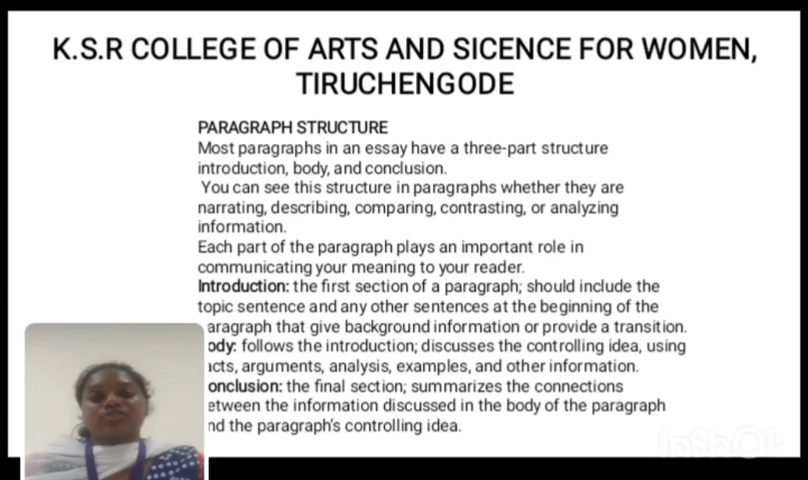 K.S.R COLLEGE OF ARTS AND SICENCE FOR WOMEN,
TIRUCHENGODE
PARAGRAPH STRUCTURE
Most paragraphs in an essay have a three-part structure
introduction, body, and conclusion.
You can see this structure in paragraphs whether they are
narrating, describing, comparing, contrasting, or analyzing
information.
Each part of the paragraph plays an important role in
communicating your meaning to your reader.
Introduction: the first section of a paragraph; should include the
topic sentence and any other sentences at the beginning of the
aragraph that give background information or provide a transition.
ody: follows the introduction; discusses the controlling idea, using
acts, arguments, analysis, examples, and other information.
onclusion: the final section; summarizes the connections
etween the information discussed in the body of the paragraph
nd the paragraph's controlling idea.
InShOt